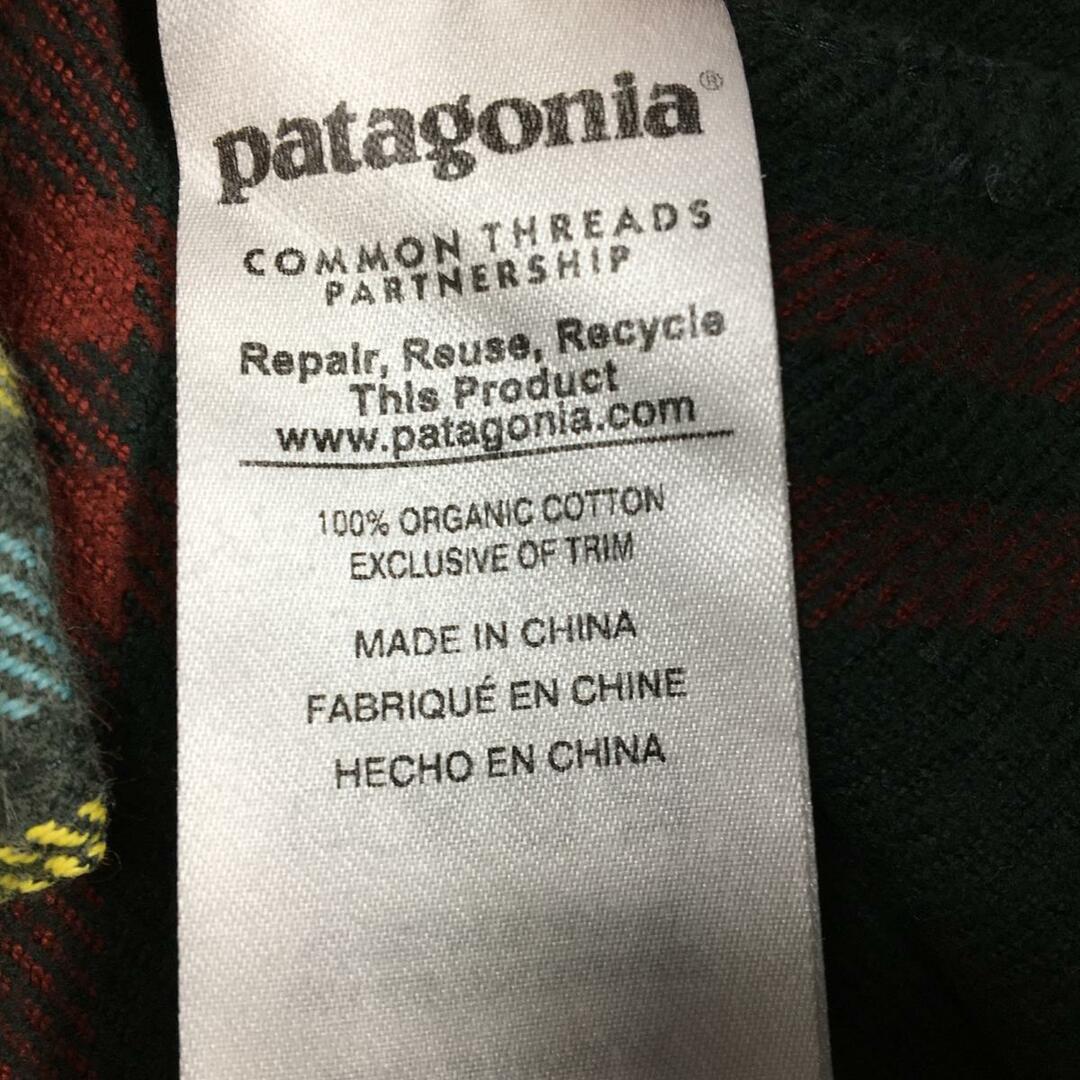 patagonia®
COMMON THREADS
PARTNERSHIP
Repair, Reuse, Recycle
This Product
www.patagonia.com
100% ORGANIC COTTON
EXCLUSIVE OF TRIM
MADE IN CHINA
FABRIQUÉ EN CHINE
HECHO EN CHINA